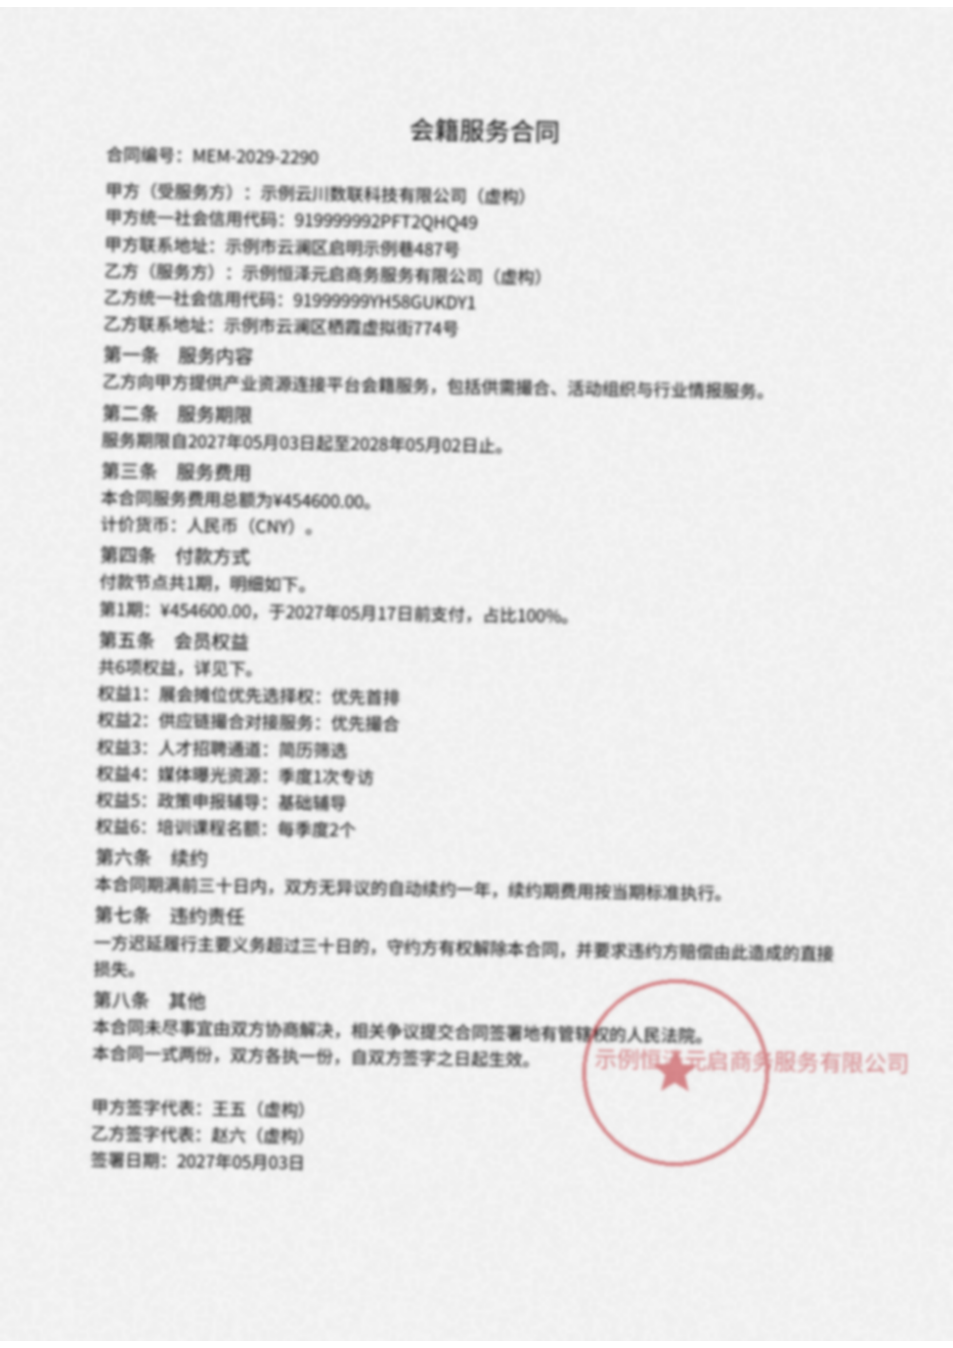 会籍服务合同
合同编号：MEM-2029-2290
甲方（受服务方）：示例云川数联科技有限公司（虚构）
甲方统一社会信用代码：919999992PFT2QHQ49
甲方联系地址：示例市云澜区启明示例巷487号
乙方（服务方）：示例恒泽元启商务服务有限公司（虚构）
乙方统一社会信用代码：91999999YH58GUKDY1
乙方联系地址：示例市云澜区栖霞虚拟街774号
第一条　服务内容
乙方向甲方提供产业资源连接平台会籍服务，包括供需撮合、活动组织与行业情报服务。
第二条　服务期限
服务期限自2027年05月03日起至2028年05月02日止。
第三条　服务费用
本合同服务费用总额为¥454600.00。
计价货币：人民币（CNY）。
第四条　付款方式
付款节点共1期，明细如下。
第1期：¥454600.00，于2027年05月17日前支付，占比100%。
第五条　会员权益
共6项权益，详见下。
权益1：展会摊位优先选择权：优先首排
权益2：供应链撮合对接服务：优先撮合
权益3：人才招聘通道：简历筛选
权益4：媒体曝光资源：季度1次专访
权益5：政策申报辅导：基础辅导
权益6：培训课程名额：每季度2个
第六条　续约
本合同期满前三十日内，双方无异议的自动续约一年，续约期费用按当期标准执行。
第七条　违约责任
一方迟延履行主要义务超过三十日的，守约方有权解除本合同，并要求违约方赔偿由此造成的直接
损失。
第八条　其他
本合同未尽事宜由双方协商解决，相关争议提交合同签署地有管辖权的人民法院。
本合同一式两份，双方各执一份，自双方签字之日起生效。
示例恒泽元启商务服务有限公司
甲方签字代表：王五（虚构）
乙方签字代表：赵六（虚构）
签署日期：2027年05月03日